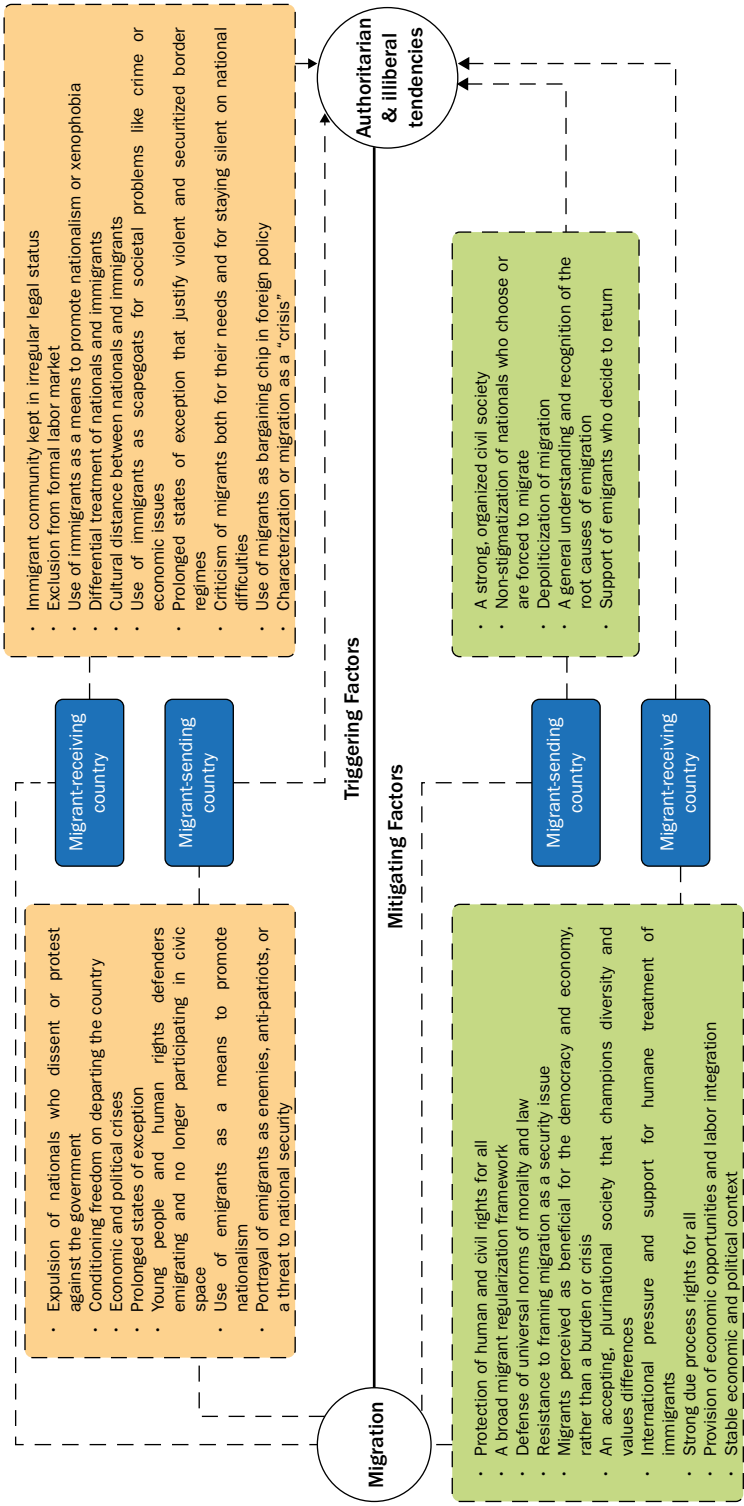 Migration
• Expulsion of nationals who dissent or protest
against the government
• Conditioning freedom on departing the country
• Economic and political crises
• Prolonged states of exception
• Young people and human rights defenders
emigrating and no longer participating in civic
space
• Use of emigrants as a means to promote
nationalism
• Portrayal of emigrants as enemies, anti-patriots, or
a threat to national security
Migrant-receiving
country
Migrant-sending
country
• Immigrant community kept in irregular legal status
• Exclusion from formal labor market
• Use of immigrants as a means to promote nationalism or xenophobia
• Differential treatment of nationals and immigrants
• Cultural distance between nationals and immigrants
• Use of immigrants as scapegoats for societal problems like crime or
economic issues
• Prolonged states of exception that justify violent and securitized border
regimes
• Criticism of migrants both for their needs and for staying silent on national
difficulties
• Use of migrants as bargaining chip in foreign policy
• Characterization or migration as a “crisis”
Triggering Factors
Authoritarian
& illiberal
tendencies
Mitigating Factors
• Protection of human and civil rights for all
• A broad migrant regularization framework
• Defense of universal norms of morality and law
• Resistance to framing migration as a security issue
• Migrants perceived as beneficial for the democracy and economy,
rather than a burden or crisis
• An accepting, plurinational society that champions diversity and
values differences
• International pressure and support for humane treatment of
immigrants
• Strong due process rights for all
• Provision of economic opportunities and labor integration
• Stable economic and political context
Migrant-sending
country
Migrant-receiving
country
• A strong, organized civil society
• Non-stigmatization of nationals who choose or
are forced to migrate
• Depoliticization of migration
• A general understanding and recognition of the
root causes of emigration
• Support of emigrants who decide to return